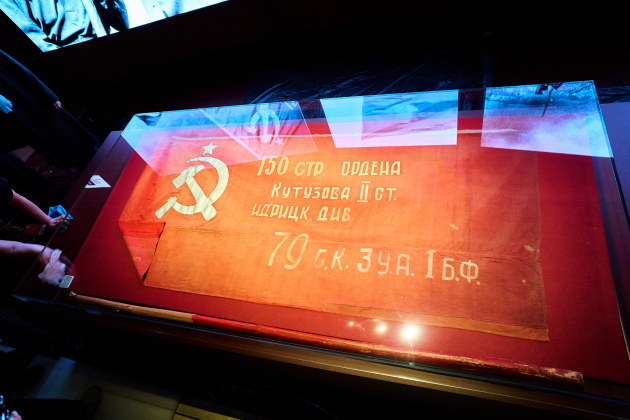 150 СТР. ОРДЕНА
КУТУЗОВА II СТ.
ИДРИЦК. ДИВ.
79 С.К. 3 У.А. 1 Б.Ф.